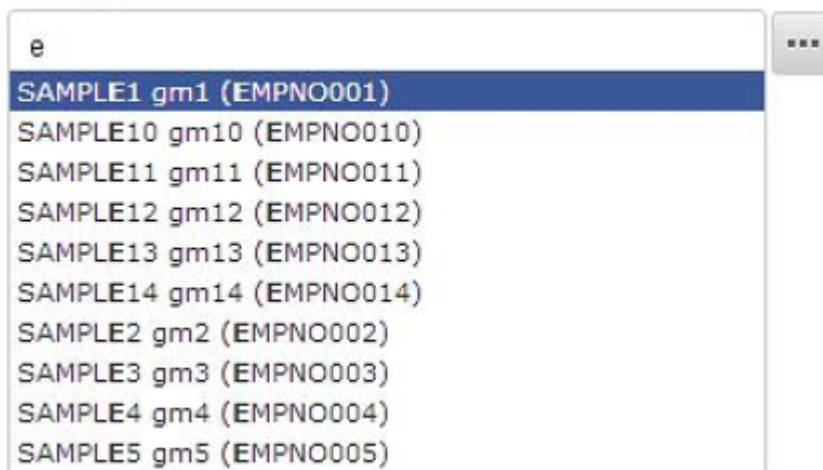 e
SAMPLE1 gm1 (EMPNO001)
SAMPLE10 gm10 (EMPNO010)
SAMPLE11 gm11 (EMPNO011)
SAMPLE12 gm12 (EMPNO012)
SAMPLE13 gm13 (EMPNO013)
SAMPLE14 gm14 (EMPNO014)
SAMPLE2 gm2 (EMPNO002)
SAMPLE3 gm3 (EMPNO003)
SAMPLE4 gm4 (EMPNO004)
SAMPLE5 gm5 (EMPNO005)